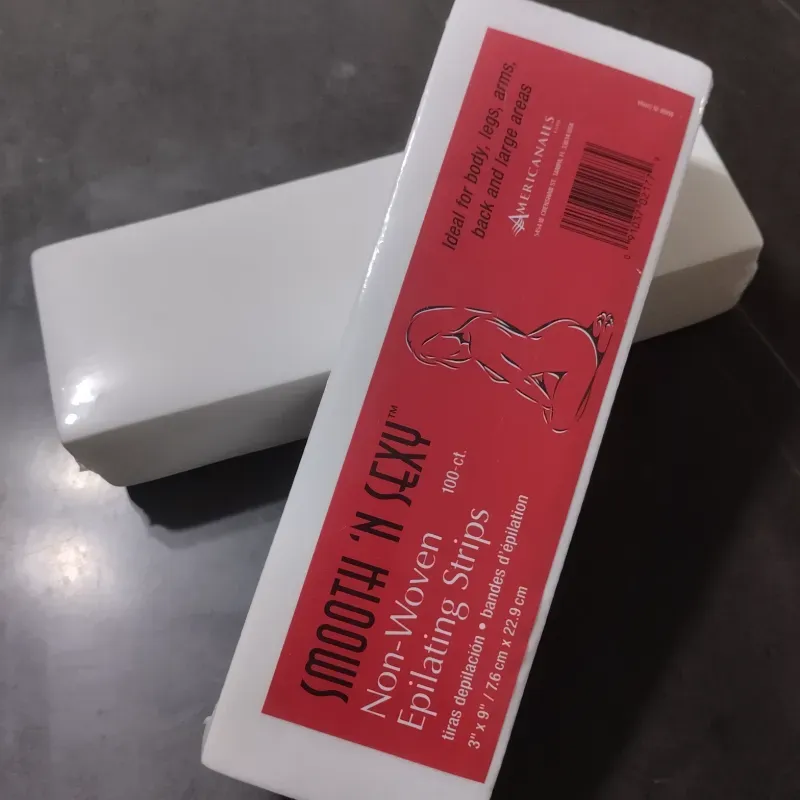 SMOOTH 'N SEXY™
Non-Woven
Epilating Strips
100-ct.
tiras depilación • bandes d'épilation
3" x 9" / 7.6 cm x 22.9 cm
Ideal for body, legs, arms,
back and large areas
AMERICANAILS